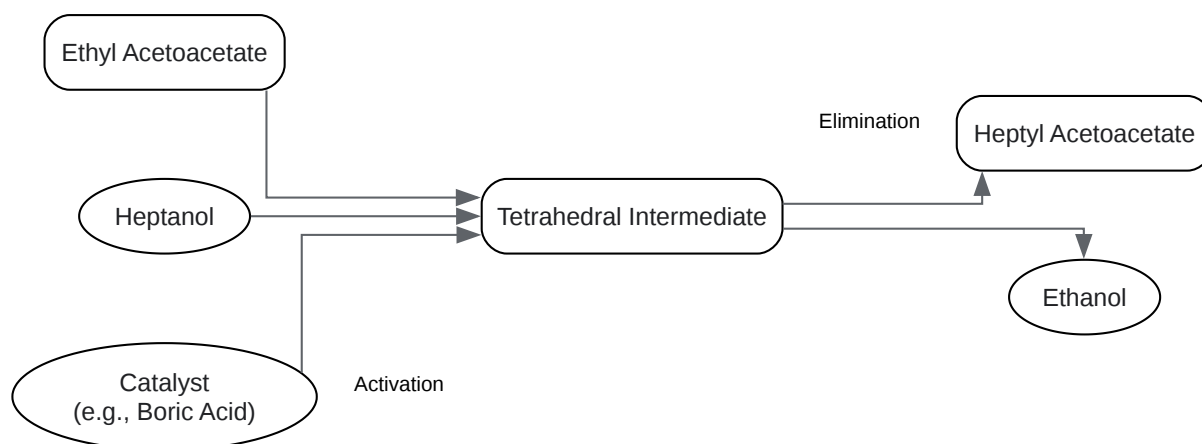 Ethyl Acetoacetate
Elimination
Heptyl Acetoacetate
Heptanol
Tetrahedral Intermediate
Ethanol
Catalyst
(e.g., Boric Acid)
Activation